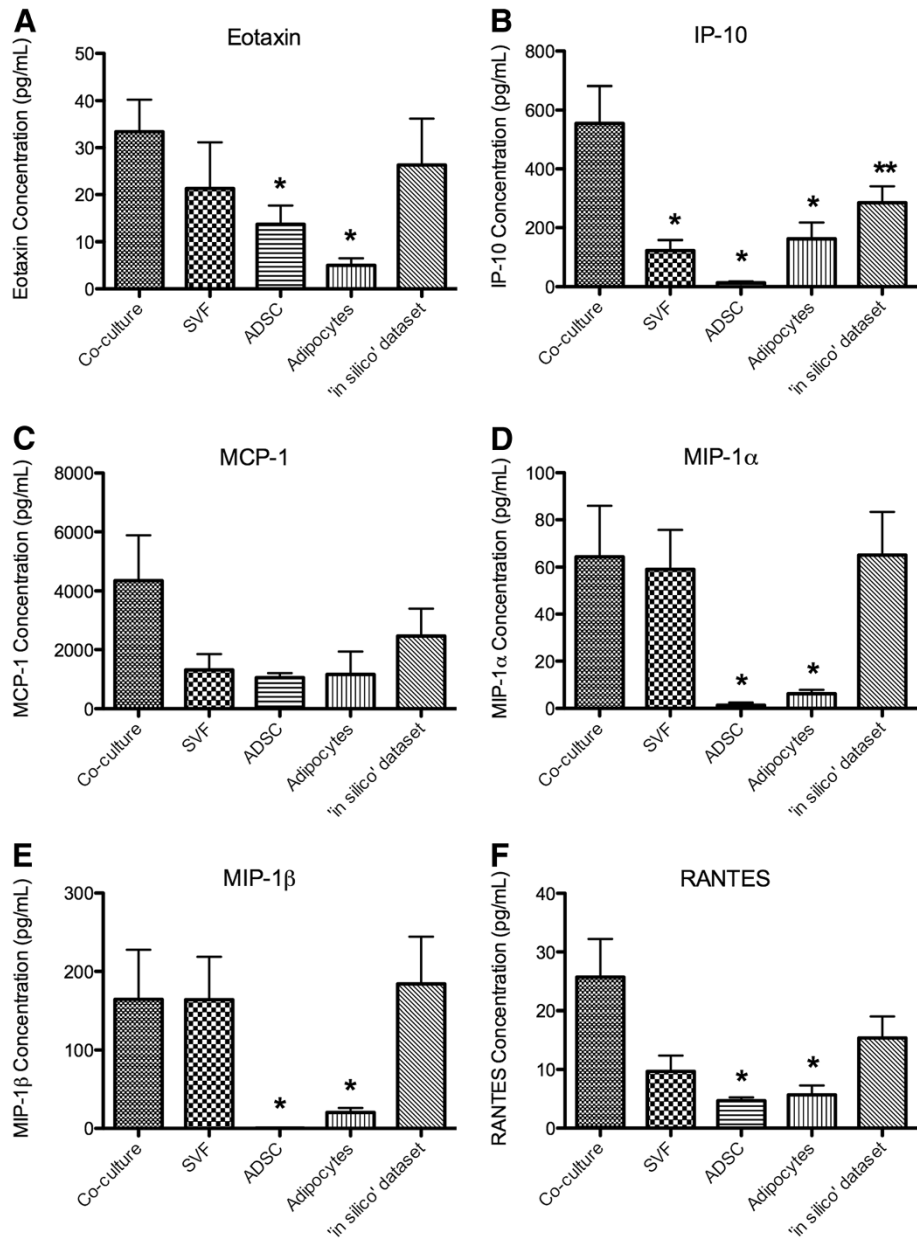 A
Eotaxin
Eotaxin Concentration (pg/mL)
50
40
30
20
10
0
*
*
Co-culture
SVF
ADSC
Adipocytes
'in silico' dataset
B
IP-10
IP-10 Concentration (pg/mL)
800
600
400
200
0
*
*
*
**
Co-culture
SVF
ADSC
Adipocytes
'in silico' dataset
C
MCP-1
MCP-1 Concentration (pg/mL)
8000
6000
4000
2000
0
Co-culture
SVF
ADSC
Adipocytes
'in silico' dataset
D
MIP-1α
MIP-1α Concentration (pg/mL)
100
80
60
40
20
0
*
*
Co-culture
SVF
ADSC
Adipocytes
'in silico' dataset
E
MIP-1β
MIP-1β Concentration (pg/mL)
300
200
100
0
*
*
Co-culture
SVF
ADSC
Adipocytes
'in silico' dataset
F
RANTES
RANTES Concentration (pg/mL)
40
30
20
10
0
*
*
Co-culture
SVF
ADSC
Adipocytes
'in silico' dataset